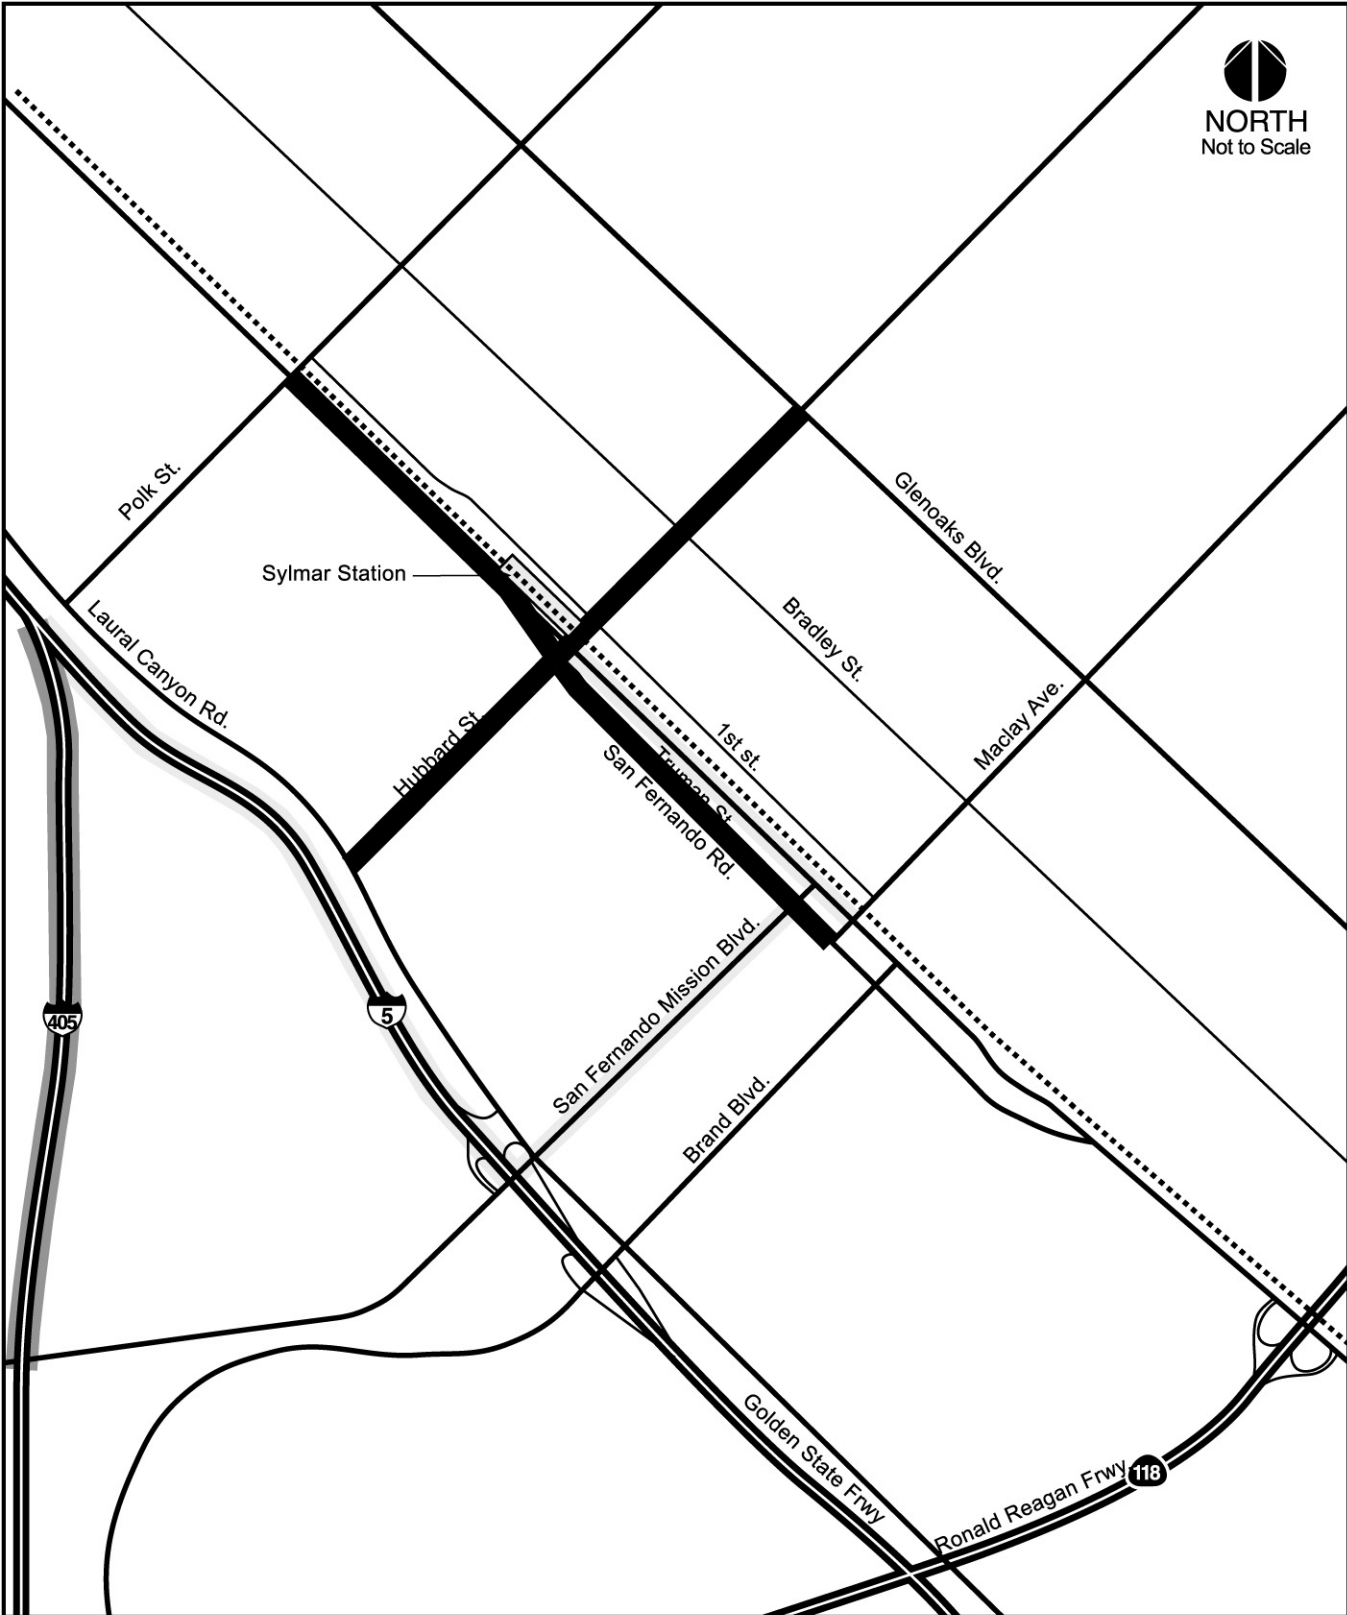 NORTH
Not to Scale
Polk St.
Glenoaks Blvd.
Sylmar Station
Laural Canyon Rd.
Bradley St.
Maclay Ave.
Hubbard St.
1st st.
Truman St.
San Fernando Rd.
San Fernando Mission Blvd.
405
5
Brand Blvd.
Golden State Frwy
Ronald Reagan Frwy.
118